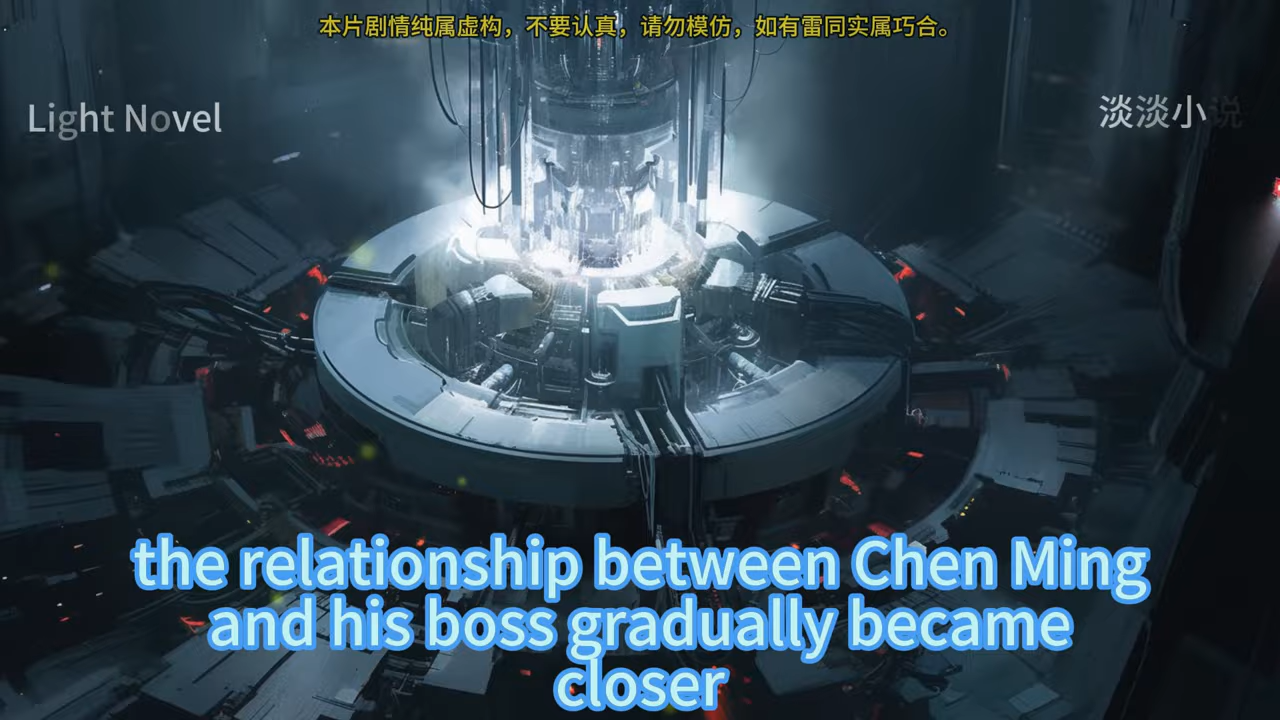 本片剧情纯属虚构，不要认真，请勿模仿，如有雷同实属巧合。
Light Novel
淡淡小说
the relationship between Chen Ming
and his boss gradually became
closer